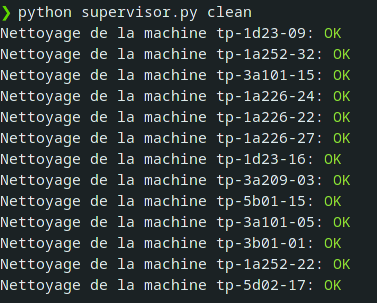 ❯ python supervisor.py clean
Nettoyage de la machine tp-1d23-09: OK
Nettoyage de la machine tp-1a252-32: OK
Nettoyage de la machine tp-3a101-15: OK
Nettoyage de la machine tp-1a226-24: OK
Nettoyage de la machine tp-1a226-22: OK
Nettoyage de la machine tp-1a226-27: OK
Nettoyage de la machine tp-1d23-16: OK
Nettoyage de la machine tp-3a209-03: OK
Nettoyage de la machine tp-5b01-15: OK
Nettoyage de la machine tp-3a101-05: OK
Nettoyage de la machine tp-3b01-01: OK
Nettoyage de la machine tp-1a252-22: OK
Nettoyage de la machine tp-5d02-17: OK